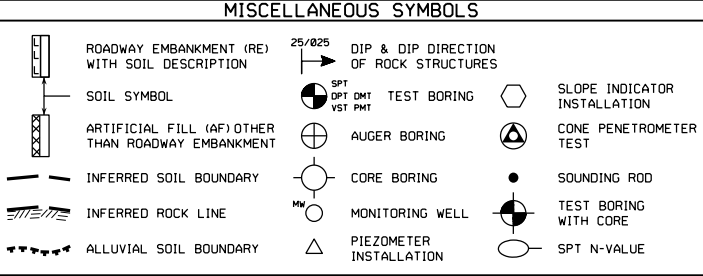 MISCELLANEOUS SYMBOLS
ROADWAY EMBANKMENT (RE)
WITH SOIL DESCRIPTION
SOIL SYMBOL
ARTIFICIAL FILL (AF) OTHER
THAN ROADWAY EMBANKMENT
INFERRED SOIL BOUNDARY
INFERRED ROCK LINE
ALLUVIAL SOIL BOUNDARY
25/025
DIP & DIP DIRECTION
OF ROCK STRUCTURES
SPT
DPT DMT
VST PMT
TEST BORING
AUGER BORING
CORE BORING
MW
MONITORING WELL
PIEZOMETER
INSTALLATION
SLOPE INDICATOR
INSTALLATION
CONE PENETROMETER
TEST
SOUNDING ROD
TEST BORING
WITH CORE
SPT N-VALUE